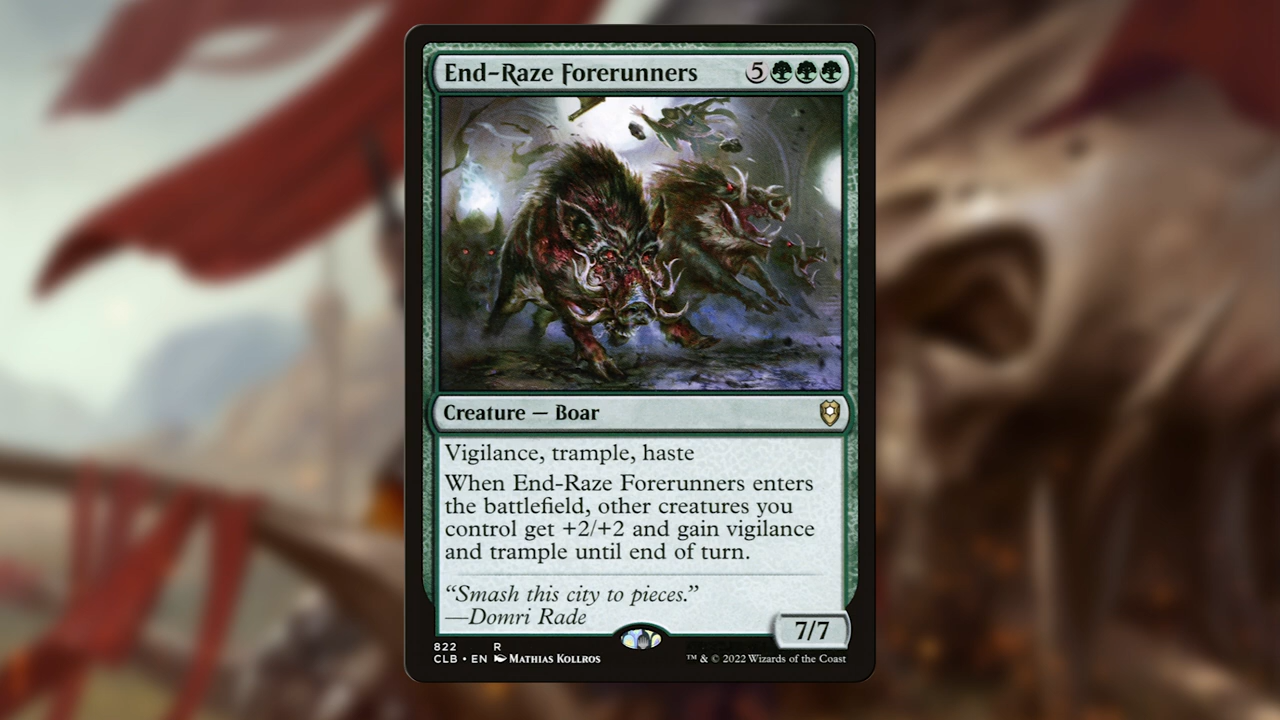 End-Raze Forerunners 5
Creature — Boar
Vigilance, trample, haste
When End-Raze Forerunners enters
the battlefield, other creatures you
control get +2/+2 and gain vigilance
and trample until end of turn.
“Smash this city to pieces.”
—Domri Rade
7/7
822 R
CLB • EN Mathias Kollros
™ & © 2022 Wizards of the Coast